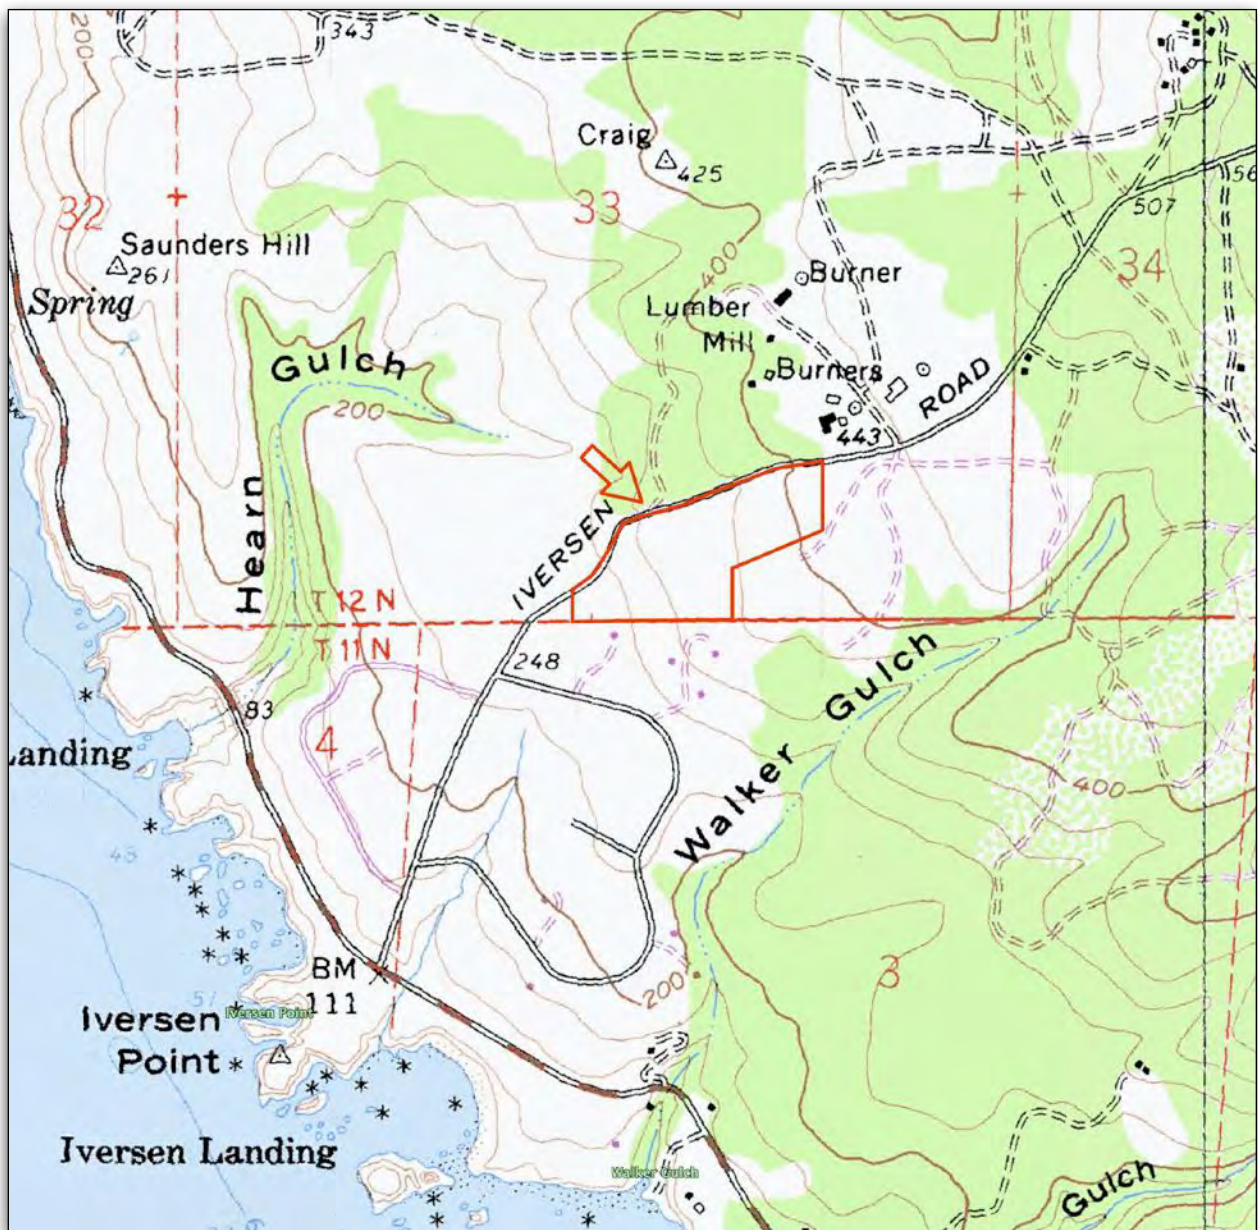 200
343
Craig
425
32
33
507
56
34
Saunders Hill
261
Spring
400
Burner
Lumber
Mill
Burners
Gulch
200
ROAD
443
Hearn
IVERSEN
T 12 N
T 11 N
248
Gulch
83
4
Landing
Walker
400
45
3
BM
111
200
51
Iversen
Point
Iversen Point
Iversen Landing
Walker Gulch
Gulch